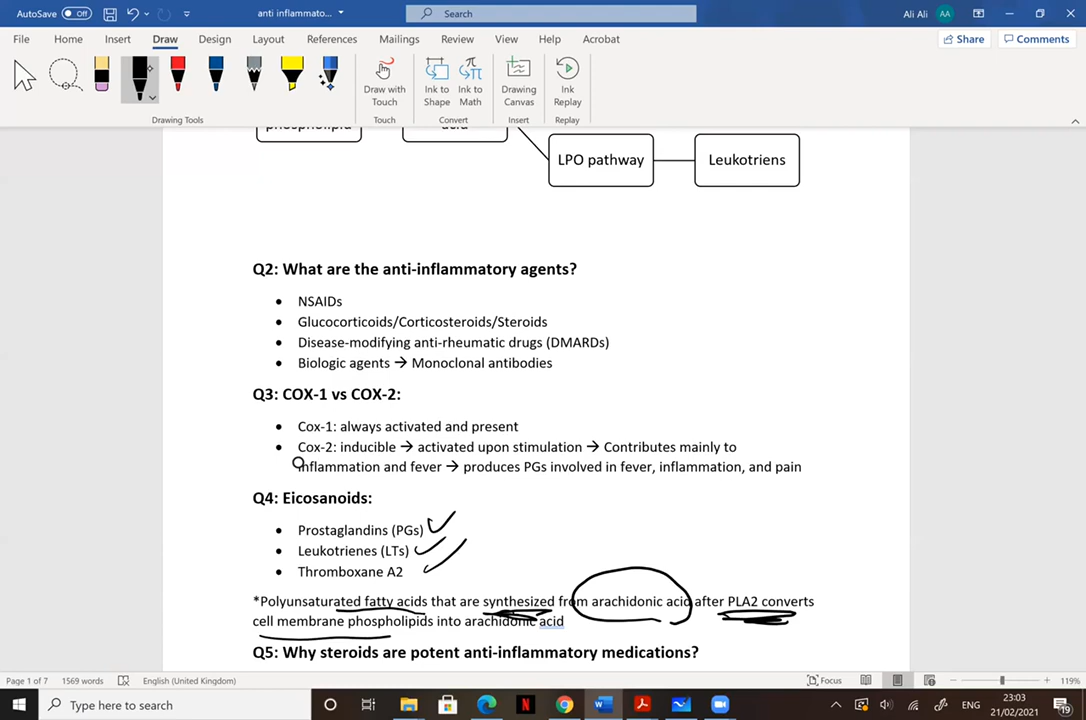 AutoSave Off anti inflammato... Search Ali Ali AA
File Home Insert Draw Design Layout References Mailings Review View Help Acrobat Share Comments
Draw with Touch
Ink to Shape
Ink to Math
Drawing Canvas
Ink Replay
Drawing Tools Touch Convert Insert Replay
phospholipid acid
LPO pathway Leukotriens
Q2: What are the anti-inflammatory agents?
• NSAIDs
• Glucocorticoids/Corticosteroids/Steroids
• Disease-modifying anti-rheumatic drugs (DMARDs)
• Biologic agents → Monoclonal antibodies
Q3: COX-1 vs COX-2:
• Cox-1: always activated and present
• Cox-2: inducible → activated upon stimulation → Contributes mainly to
inflammation and fever → produces PGs involved in fever, inflammation, and pain
Q4: Eicosanoids:
• Prostaglandins (PGs)
• Leukotrienes (LTs)
• Thromboxane A2
*Polyunsaturated fatty acids that are synthesized from arachidonic acid after PLA2 converts
cell membrane phospholipids into arachidonic acid
Q5: Why steroids are potent anti-inflammatory medications?
Page 1 of 7 1569 words English (United Kingdom) Focus 119%
Type here to search ENG 23:03
21/02/2021 19